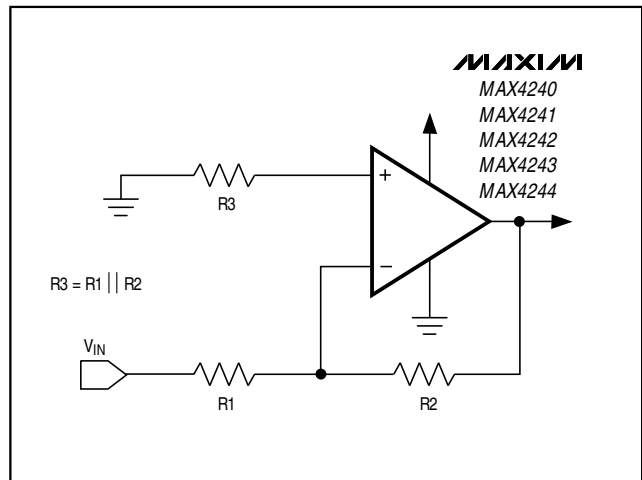 MAXIM
MAX4240
MAX4241
MAX4242
MAX4243
MAX4244
+
R3
−
R3 = R1 || R2
VIN
R1
R2